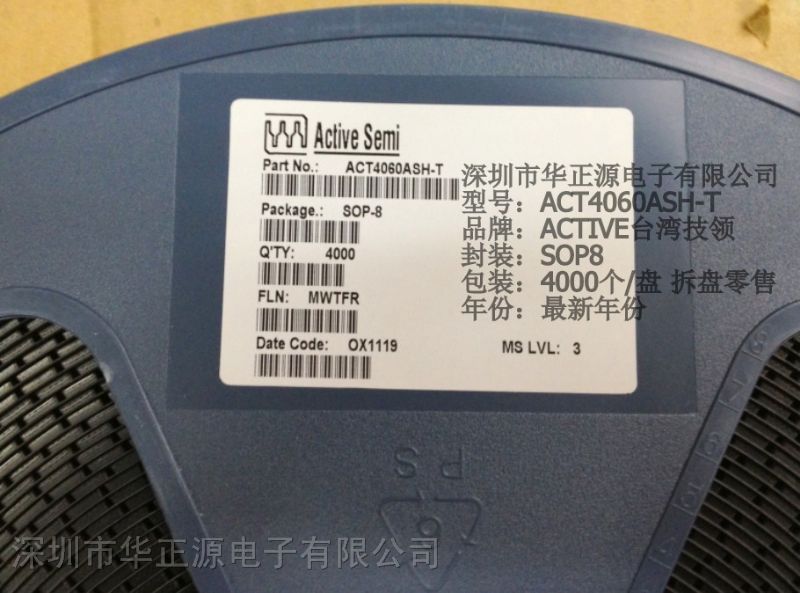 Active Semi
Part No.: ACT4060ASH-T
Package.: SOP-8
Q'TY: 4000
FLN: MWTFR
Date Code: OX1119
MS LVL: 3
深圳市华正源电子有限公司
型号：ACT4060ASH-T
品牌：ACTIVE台湾技领
封装：SOP8
包装：4000个/盘 拆盘零售
年份：最新年份
PS
6
深圳市华正源电子有限公司